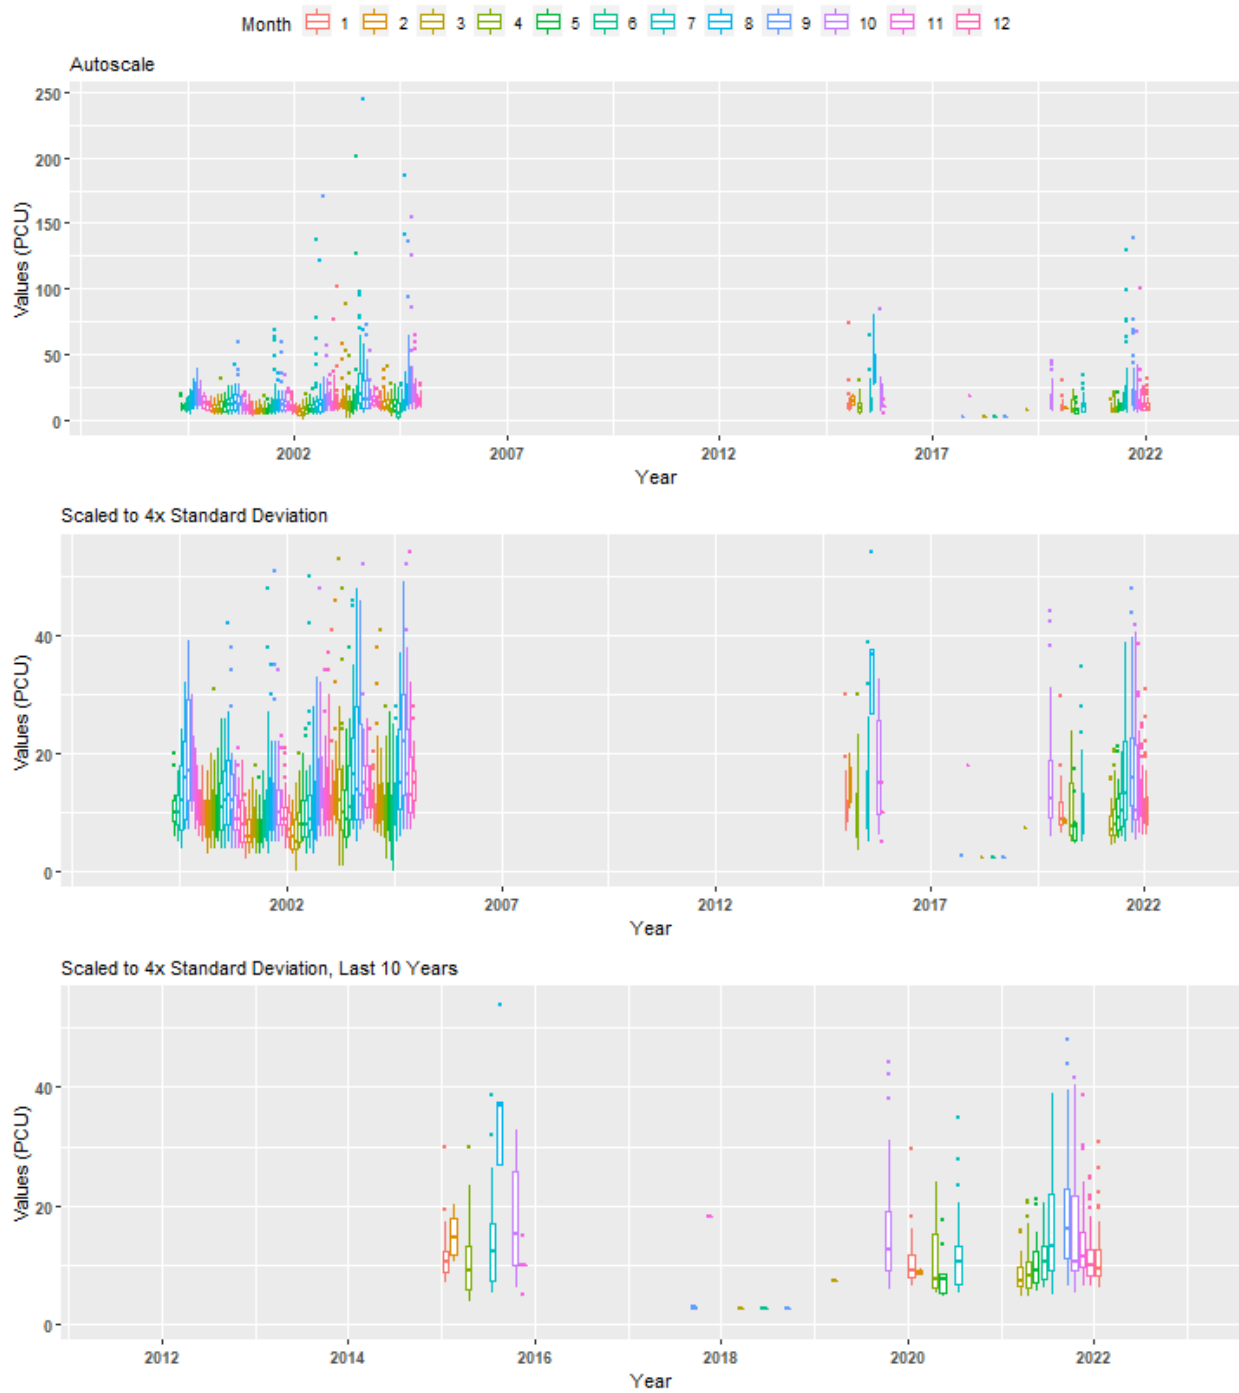 Month 1 2 3 4 5 6 7 8 9 10 11 12
Autoscale
250
200
150
100
50
0
Values (PCU)
2002 2007 2012 2017 2022
Year
Scaled to 4x Standard Deviation
40
20
0
Values (PCU)
2002 2007 2012 2017 2022
Year
Scaled to 4x Standard Deviation, Last 10 Years
40
20
0
Values (PCU)
2012 2014 2016 2018 2020 2022
Year